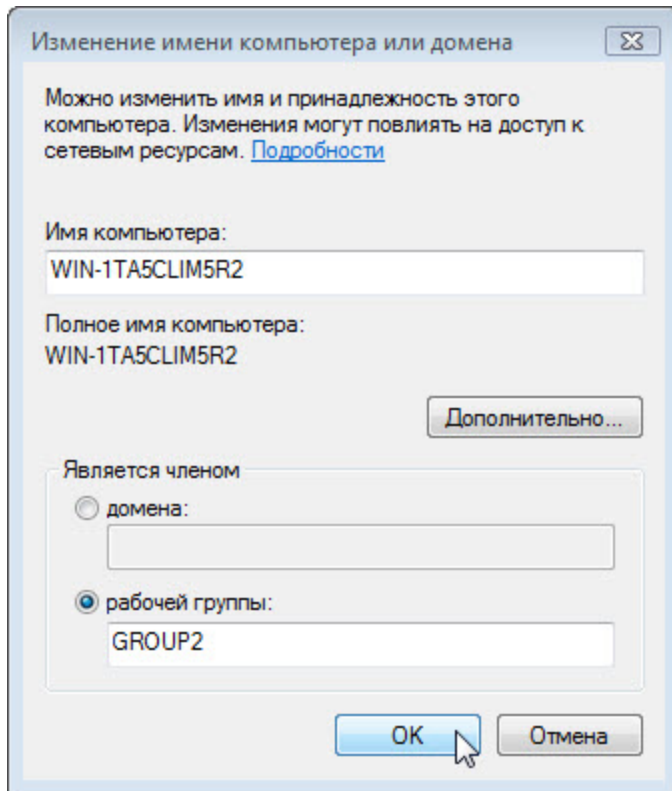 Изменение имени компьютера или домена
Можно изменить имя и принадлежность этого
компьютера. Изменения могут повлиять на доступ к
сетевым ресурсам. Подробности
Имя компьютера:
WIN-1TA5CLIM5R2
Полное имя компьютера:
WIN-1TA5CLIM5R2
Дополнительно...
Является членом
домена:
рабочей группы:
GROUP2
OK
Отмена